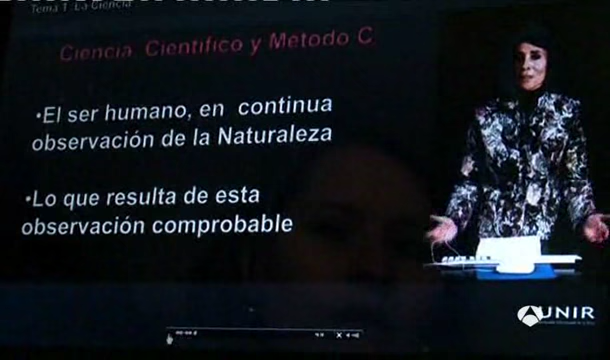 Tema 1 La Ciencia
Ciencia Científico y Metodo C
•El ser humano, en continua
observación de la Naturaleza
•Lo que resulta de esta
observación comprobable
UNIR